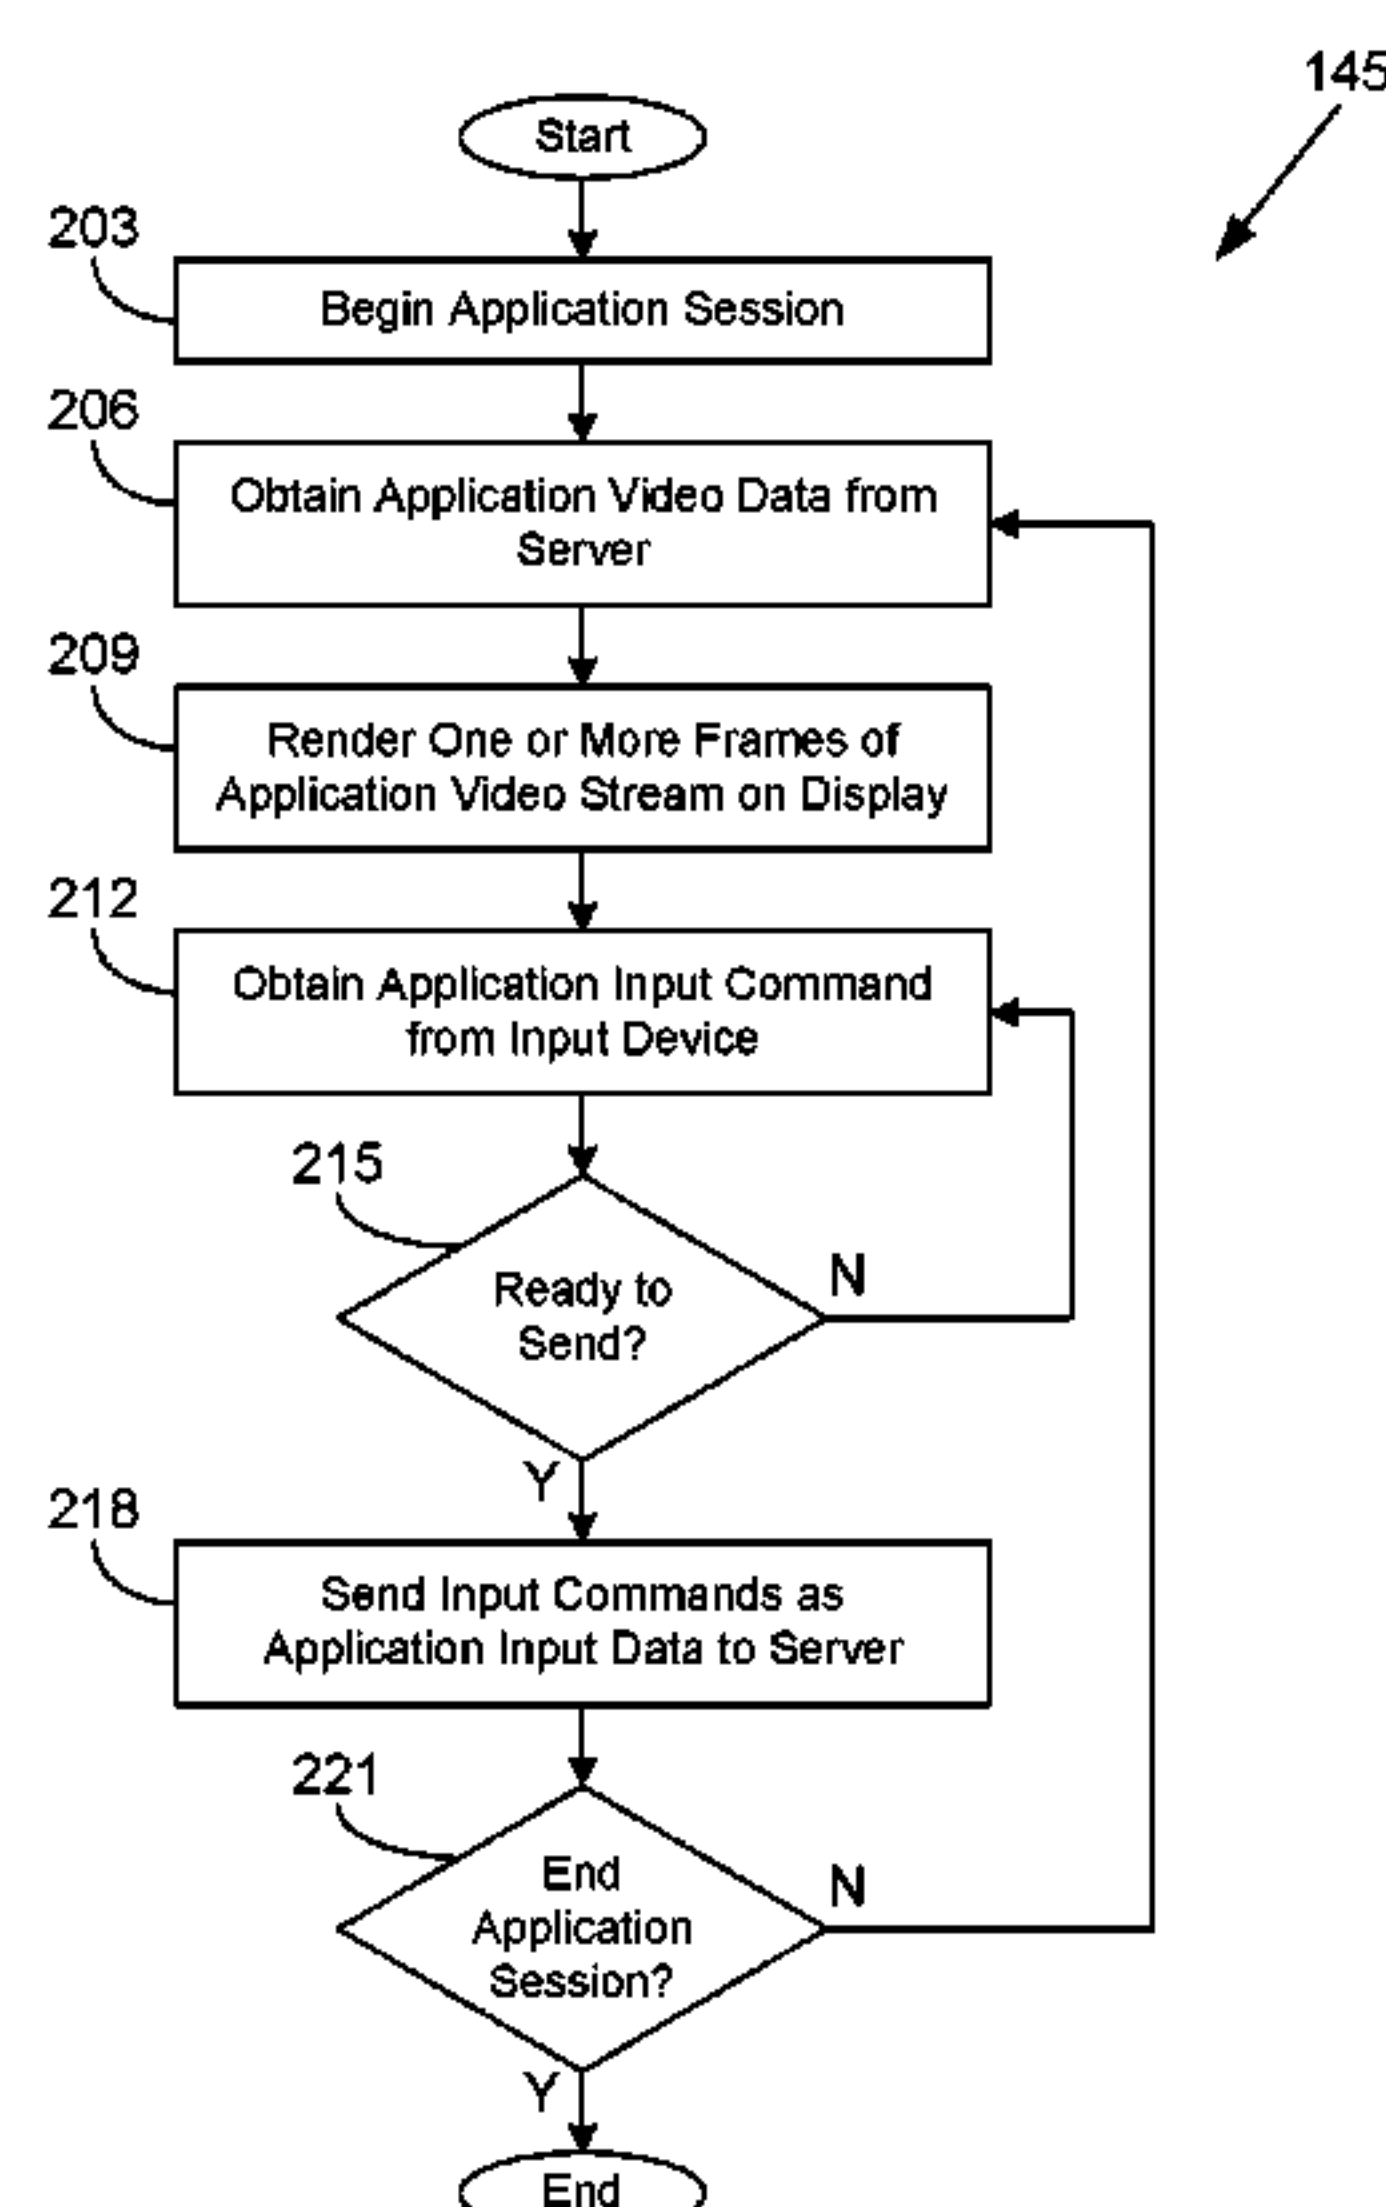 145
Start
203
Begin Application Session
206
Obtain Application Video Data from
Server
209
Render One or More Frames of
Application Video Stream on Display
212
Obtain Application Input Command
from Input Device
215
Ready to
Send?
N
Y
218
Send Input Commands as
Application Input Data to Server
221
End
Application
Session?
N
Y
End